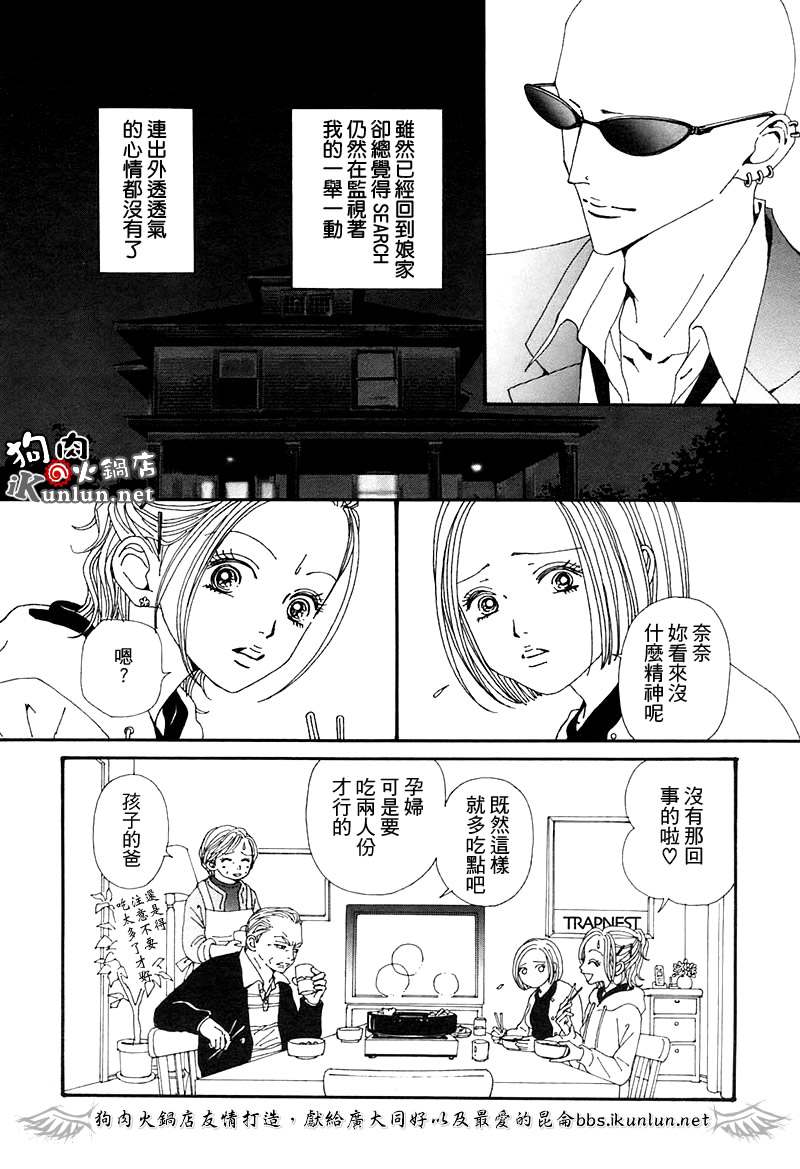 雖然已經回到娘家
卻總覺得 SEARCH
仍然在監視著
我的一舉一動
連出外透透氣
的心情都沒有了
狗肉
@火鍋店
iKunlun.net
奈奈
妳看來沒
什麼精神呢
嗯?
沒有那回
事的啦♡
既然這樣
就多吃點吧
孕婦
可是要
吃兩人份
才行的
孩子的爸
還是得
注意不要
吃太多了才好
TRAPNEST
狗肉火鍋店友情打造，獻給廣大同好以及最愛的昆侖bbs.ikunlun.net